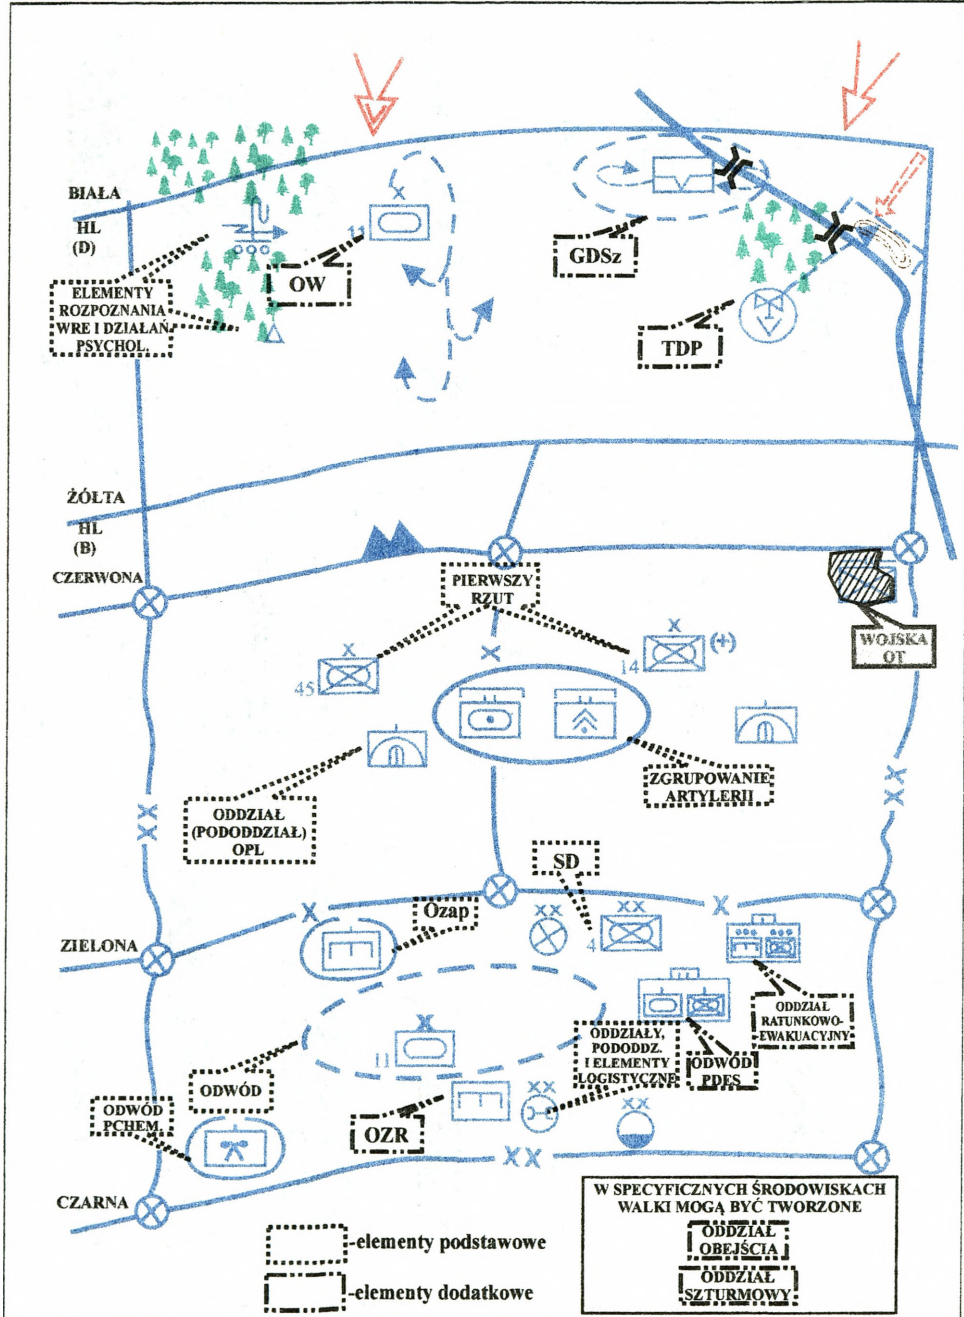 BIAŁA
HL
(D)
ELEMENTY
ROZPOZNANIA
WRE I DZIAŁAŃ
PSYCHOL.
11
OW
GDSz
TDP
ŻÓŁTA
HL
(B)
CZERWONA
PIERWSZY
RZUT
WOJSKA
OT
45
14
(+)
ODDZIAŁ
(PODODDZIAŁ)
OPL
ZGRUPOWANIE
ARTYLERII
SD
Ozap
ZIELONA
4
ODDZIAŁ
RATUNKOWO-
EWAKUACYJNY
ODDZIAŁY,
PODODDZ.
I ELEMENTY
LOGISTYCZNE
ODWÓD
PDES
11
ODWÓD
ODWÓD
PCHEM.
OZR
CZARNA
W SPECYFICZNYCH ŚRODOWISKACH
WALKI MOGĄ BYĆ TWORZONE
ODDZIAŁ
OBEJŚCIA
ODDZIAŁ
SZTURMOWY
-elementy podstawowe
-elementy dodatkowe